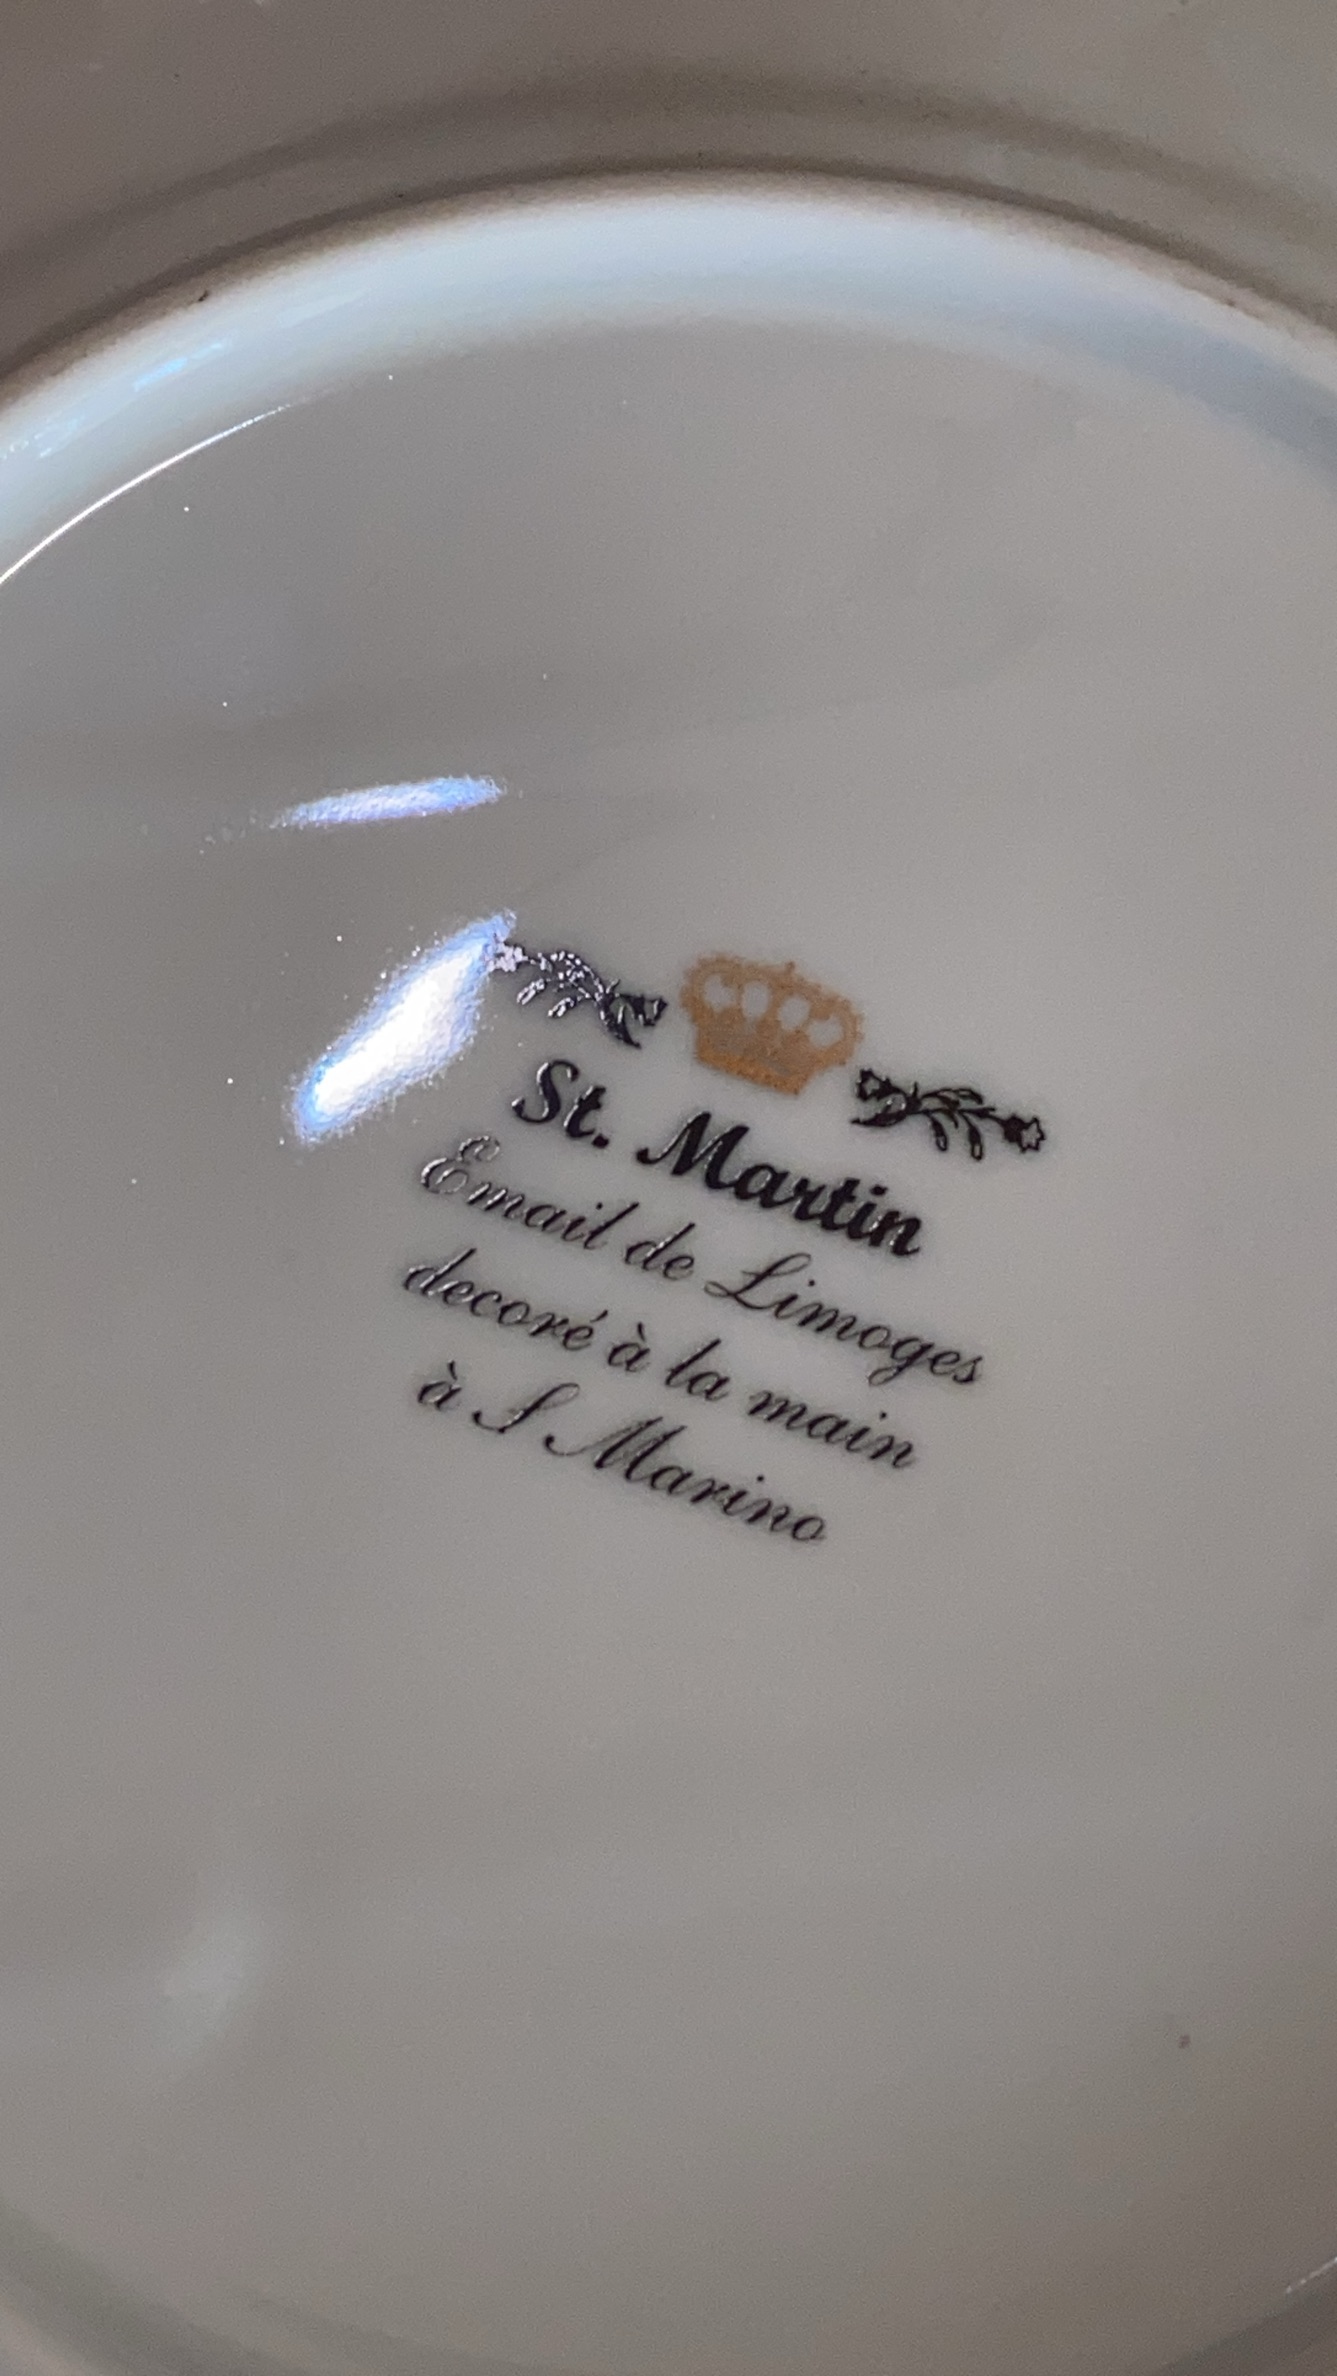 St. Martin
Email de Limoges
decoré à la main
à S Marino